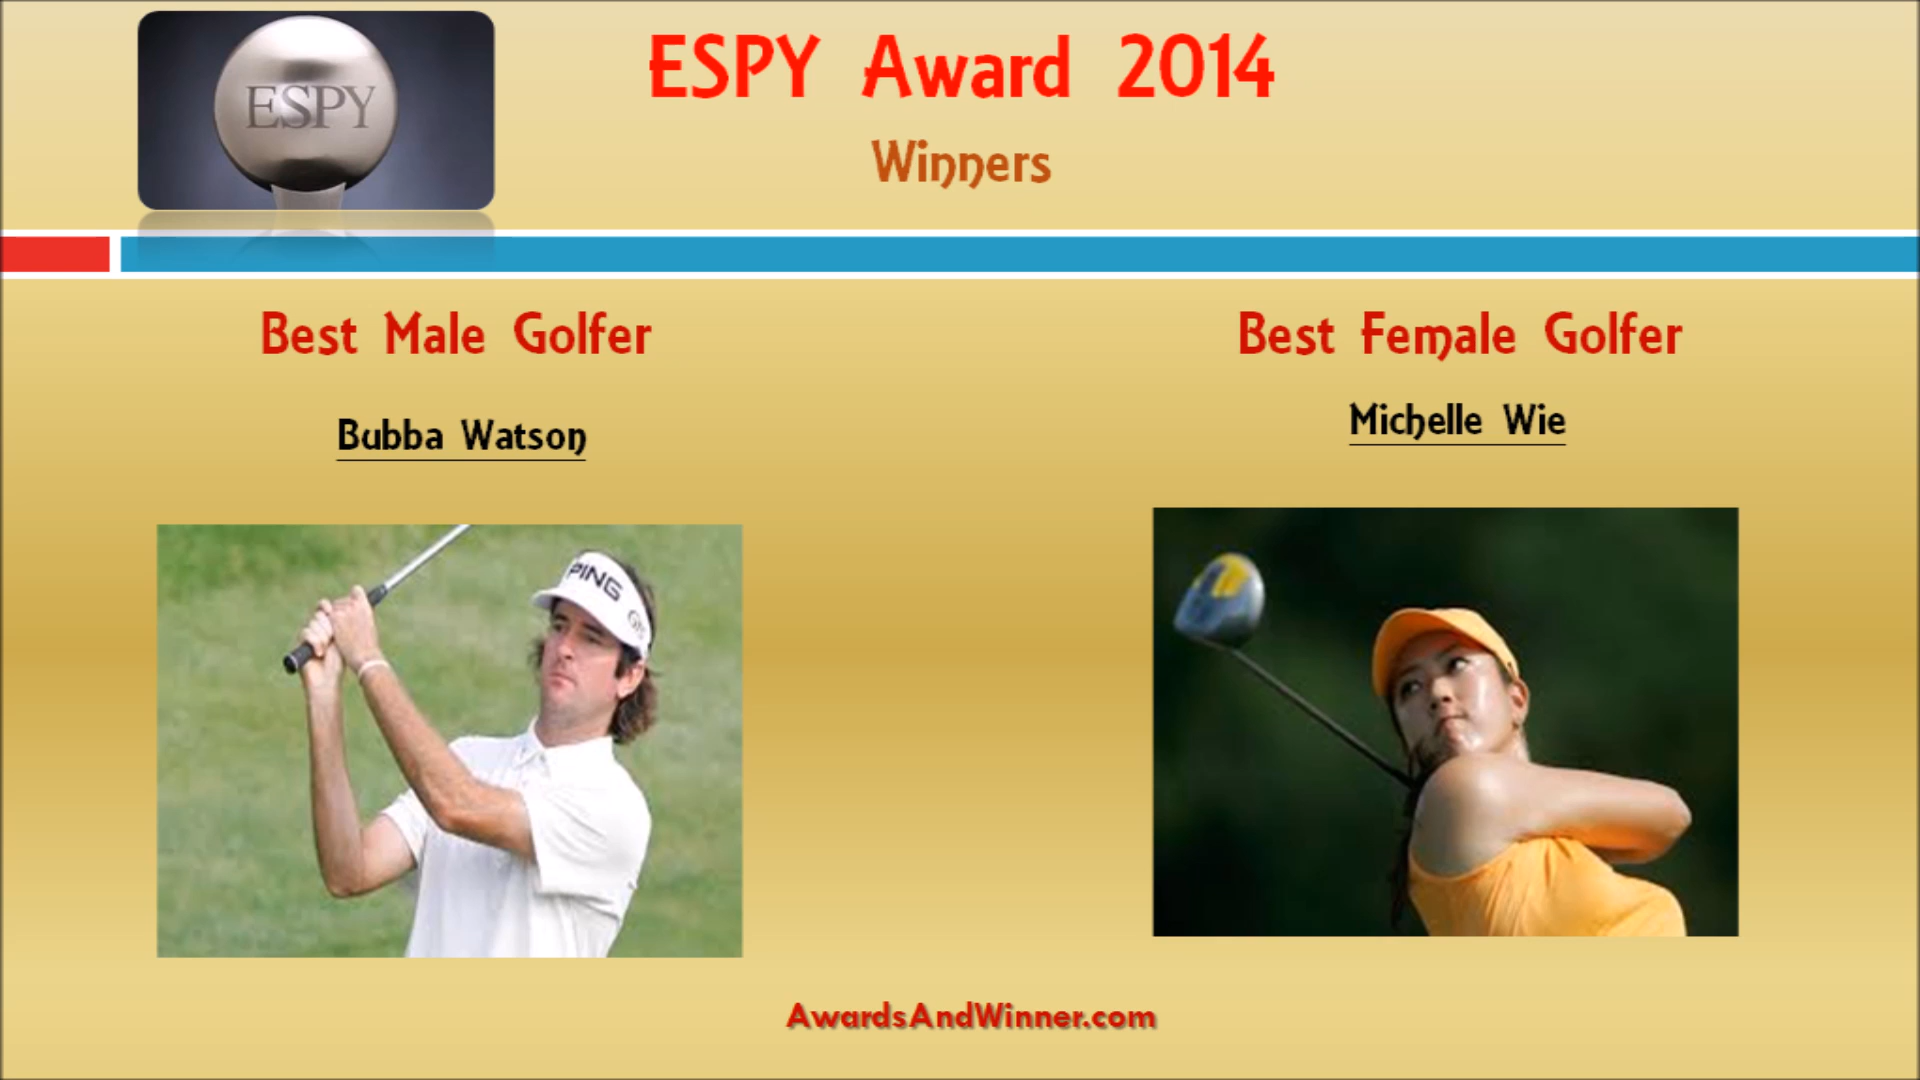 ESPY
ESPY Award 2014
Winners
Best Male Golfer
Best Female Golfer
Bubba Watson
Michelle Wie
PING
AwardsAndWinner.com